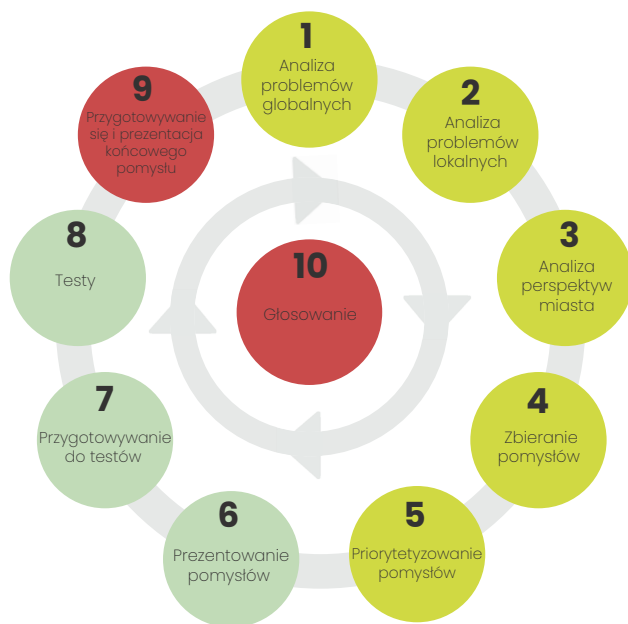 1
Analiza
problemów
globalnych
2
Analiza
problemów
lokalnych
3
Analiza
perspektyw
miasta
4
Zbieranie
pomysłów
5
Priorytetyzowanie
pomysłów
6
Prezentowanie
pomysłów
7
Przygotowywanie
do testów
8
Testy
9
Przygotowywanie
się i prezentacja
końcowego
pomysłu
10
Głosowanie